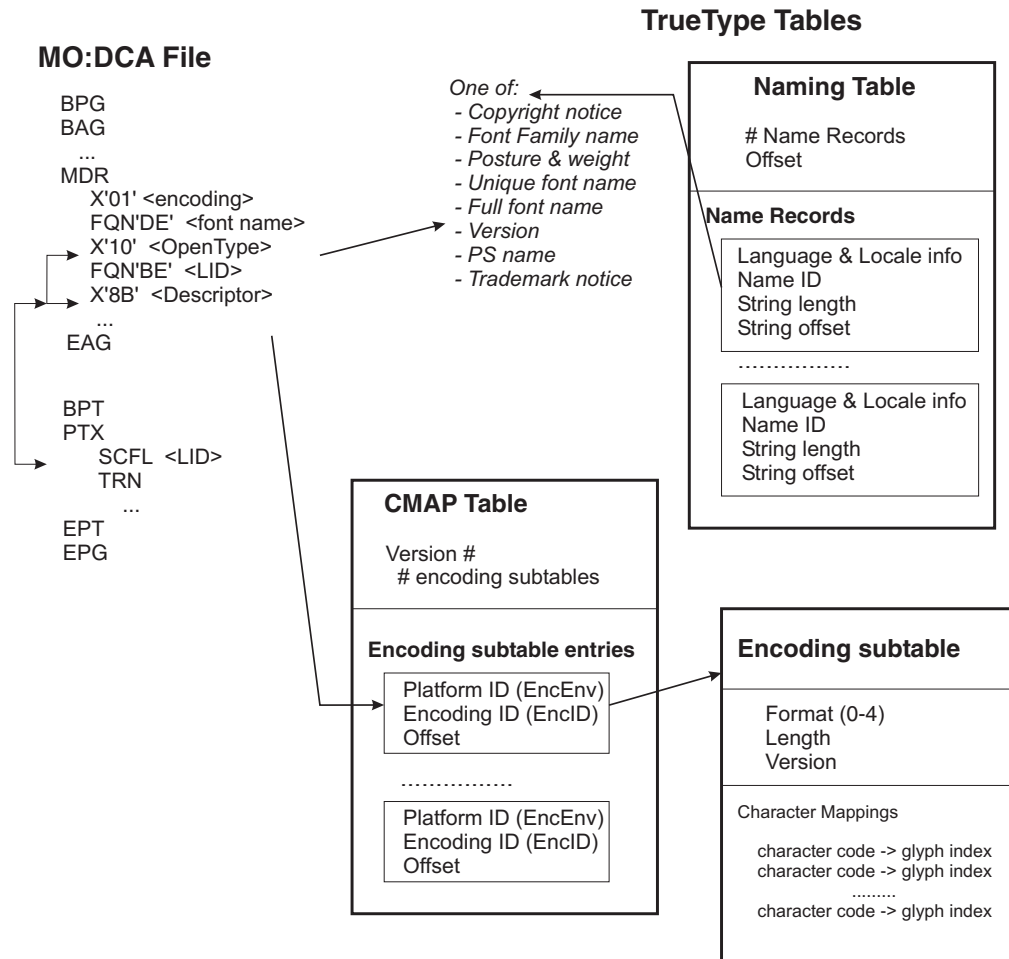 TrueType Tables
MO:DCA File
BPG
BAG
...
MDR
X'01' <encoding>
FQN'DE' <font name>
X'10' <OpenType>
FQN'BE' <LID>
X'8B' <Descriptor>
...
EAG
BPT
PTX
SCFL <LID>
TRN
...
EPT
EPG
One of:
- Copyright notice
- Font Family name
- Posture & weight
- Unique font name
- Full font name
- Version
- PS name
- Trademark notice
Naming Table
# Name Records
Offset
Name Records
Language & Locale info
Name ID
String length
String offset
................
Language & Locale info
Name ID
String length
String offset
CMAP Table
Version #
# encoding subtables
Encoding subtable entries
Platform ID (EncEnv)
Encoding ID (EncID)
Offset
................
Platform ID (EncEnv)
Encoding ID (EncID)
Offset
Encoding subtable
Format (0-4)
Length
Version
Character Mappings
character code -> glyph index
character code -> glyph index
.........
character code -> glyph index